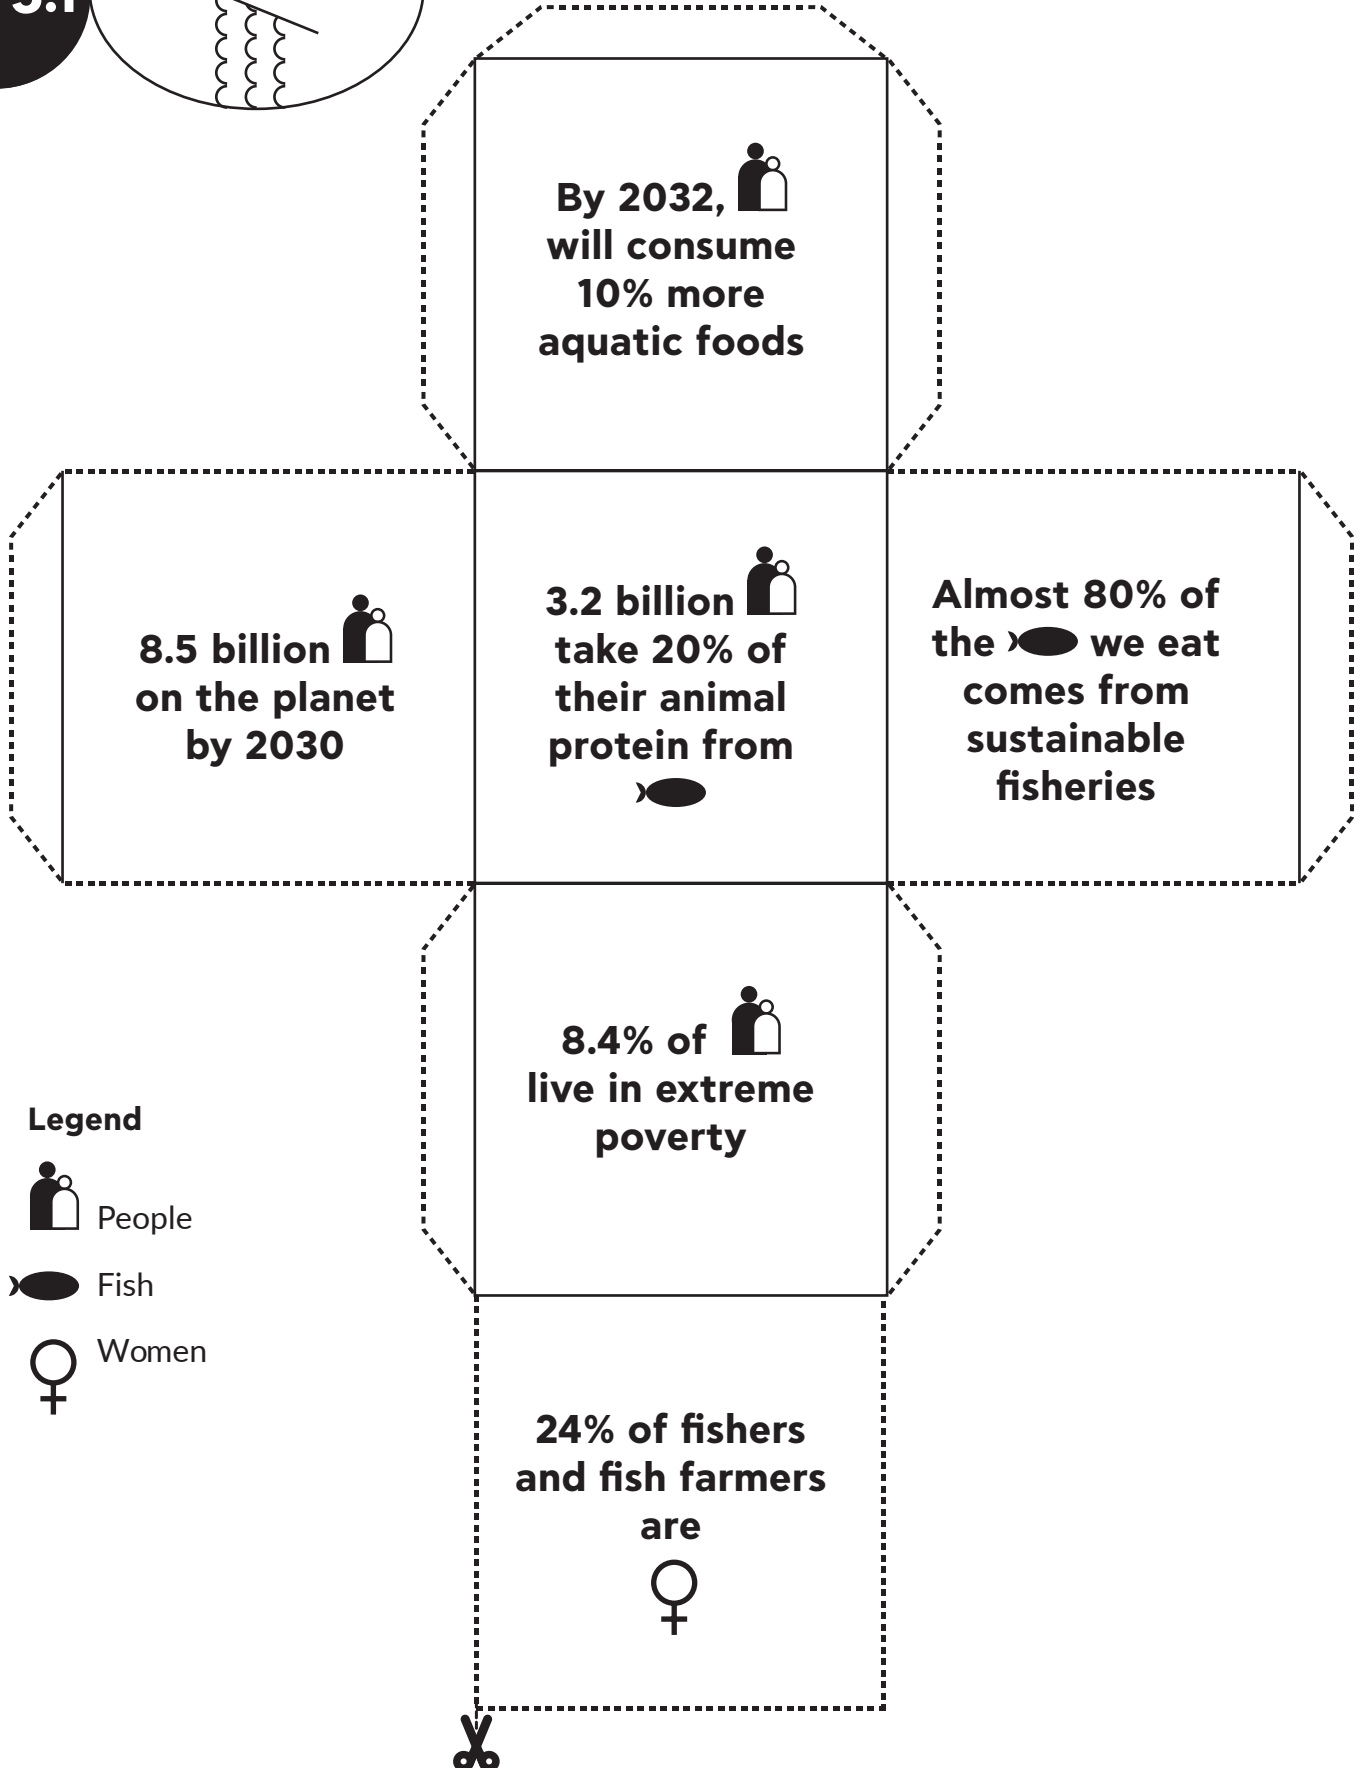 By 2032,
will consume
10% more
aquatic foods
8.5 billion
on the planet
by 2030
3.2 billion
take 20% of
their animal
protein from
Almost 80% of
the we eat
comes from
sustainable
fisheries
8.4% of
live in extreme
poverty
Legend
People
Fish
Women
24% of fishers
and fish farmers
are